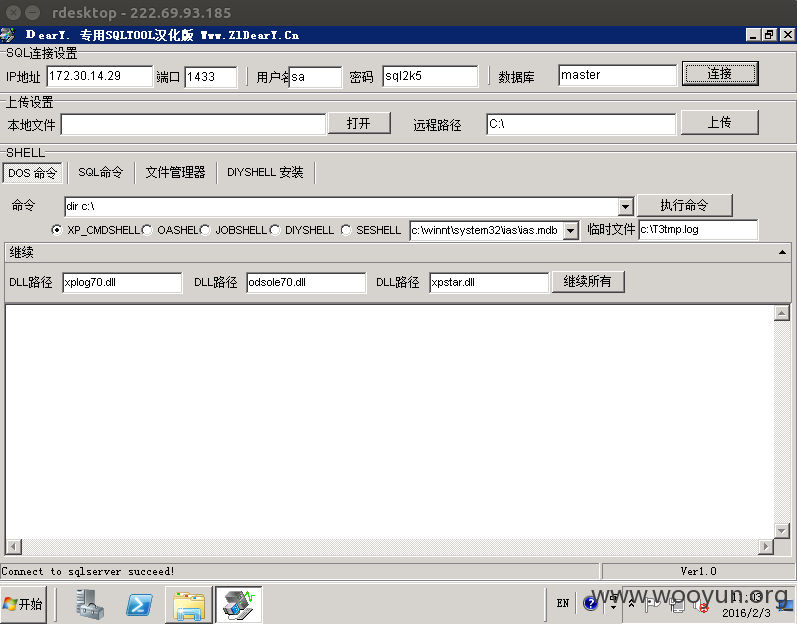 rdesktop - 222.69.93.185
DearY. 专用SQLTOOL汉化版 Www.ZlDearY.Cn
SQL连接设置
IP地址 172.30.14.29 端口 1433 用户名 sa 密码 sql2k5 数据库 master 连接
上传设置
本地文件 打开 远程路径 C:\ 上传
SHELL
DOS 命令 SQL命令 文件管理器 DIYSHELL 安装
命令 dir c:\ 执行命令
XP_CMDSHELL OASHEL JOBSHELL DIYSHELL SESHELL c:\winnt\system32\ias\ias.mdb 临时文件 c:\T3tmp.log
继续
DLL路径 xplog70.dll DLL路径 odsole70.dll DLL路径 xpstar.dll 继续所有
Connect to sqlserver succeed! Ver1.0
开始 EN 11:03
2016/2/3
www.wooyun.org